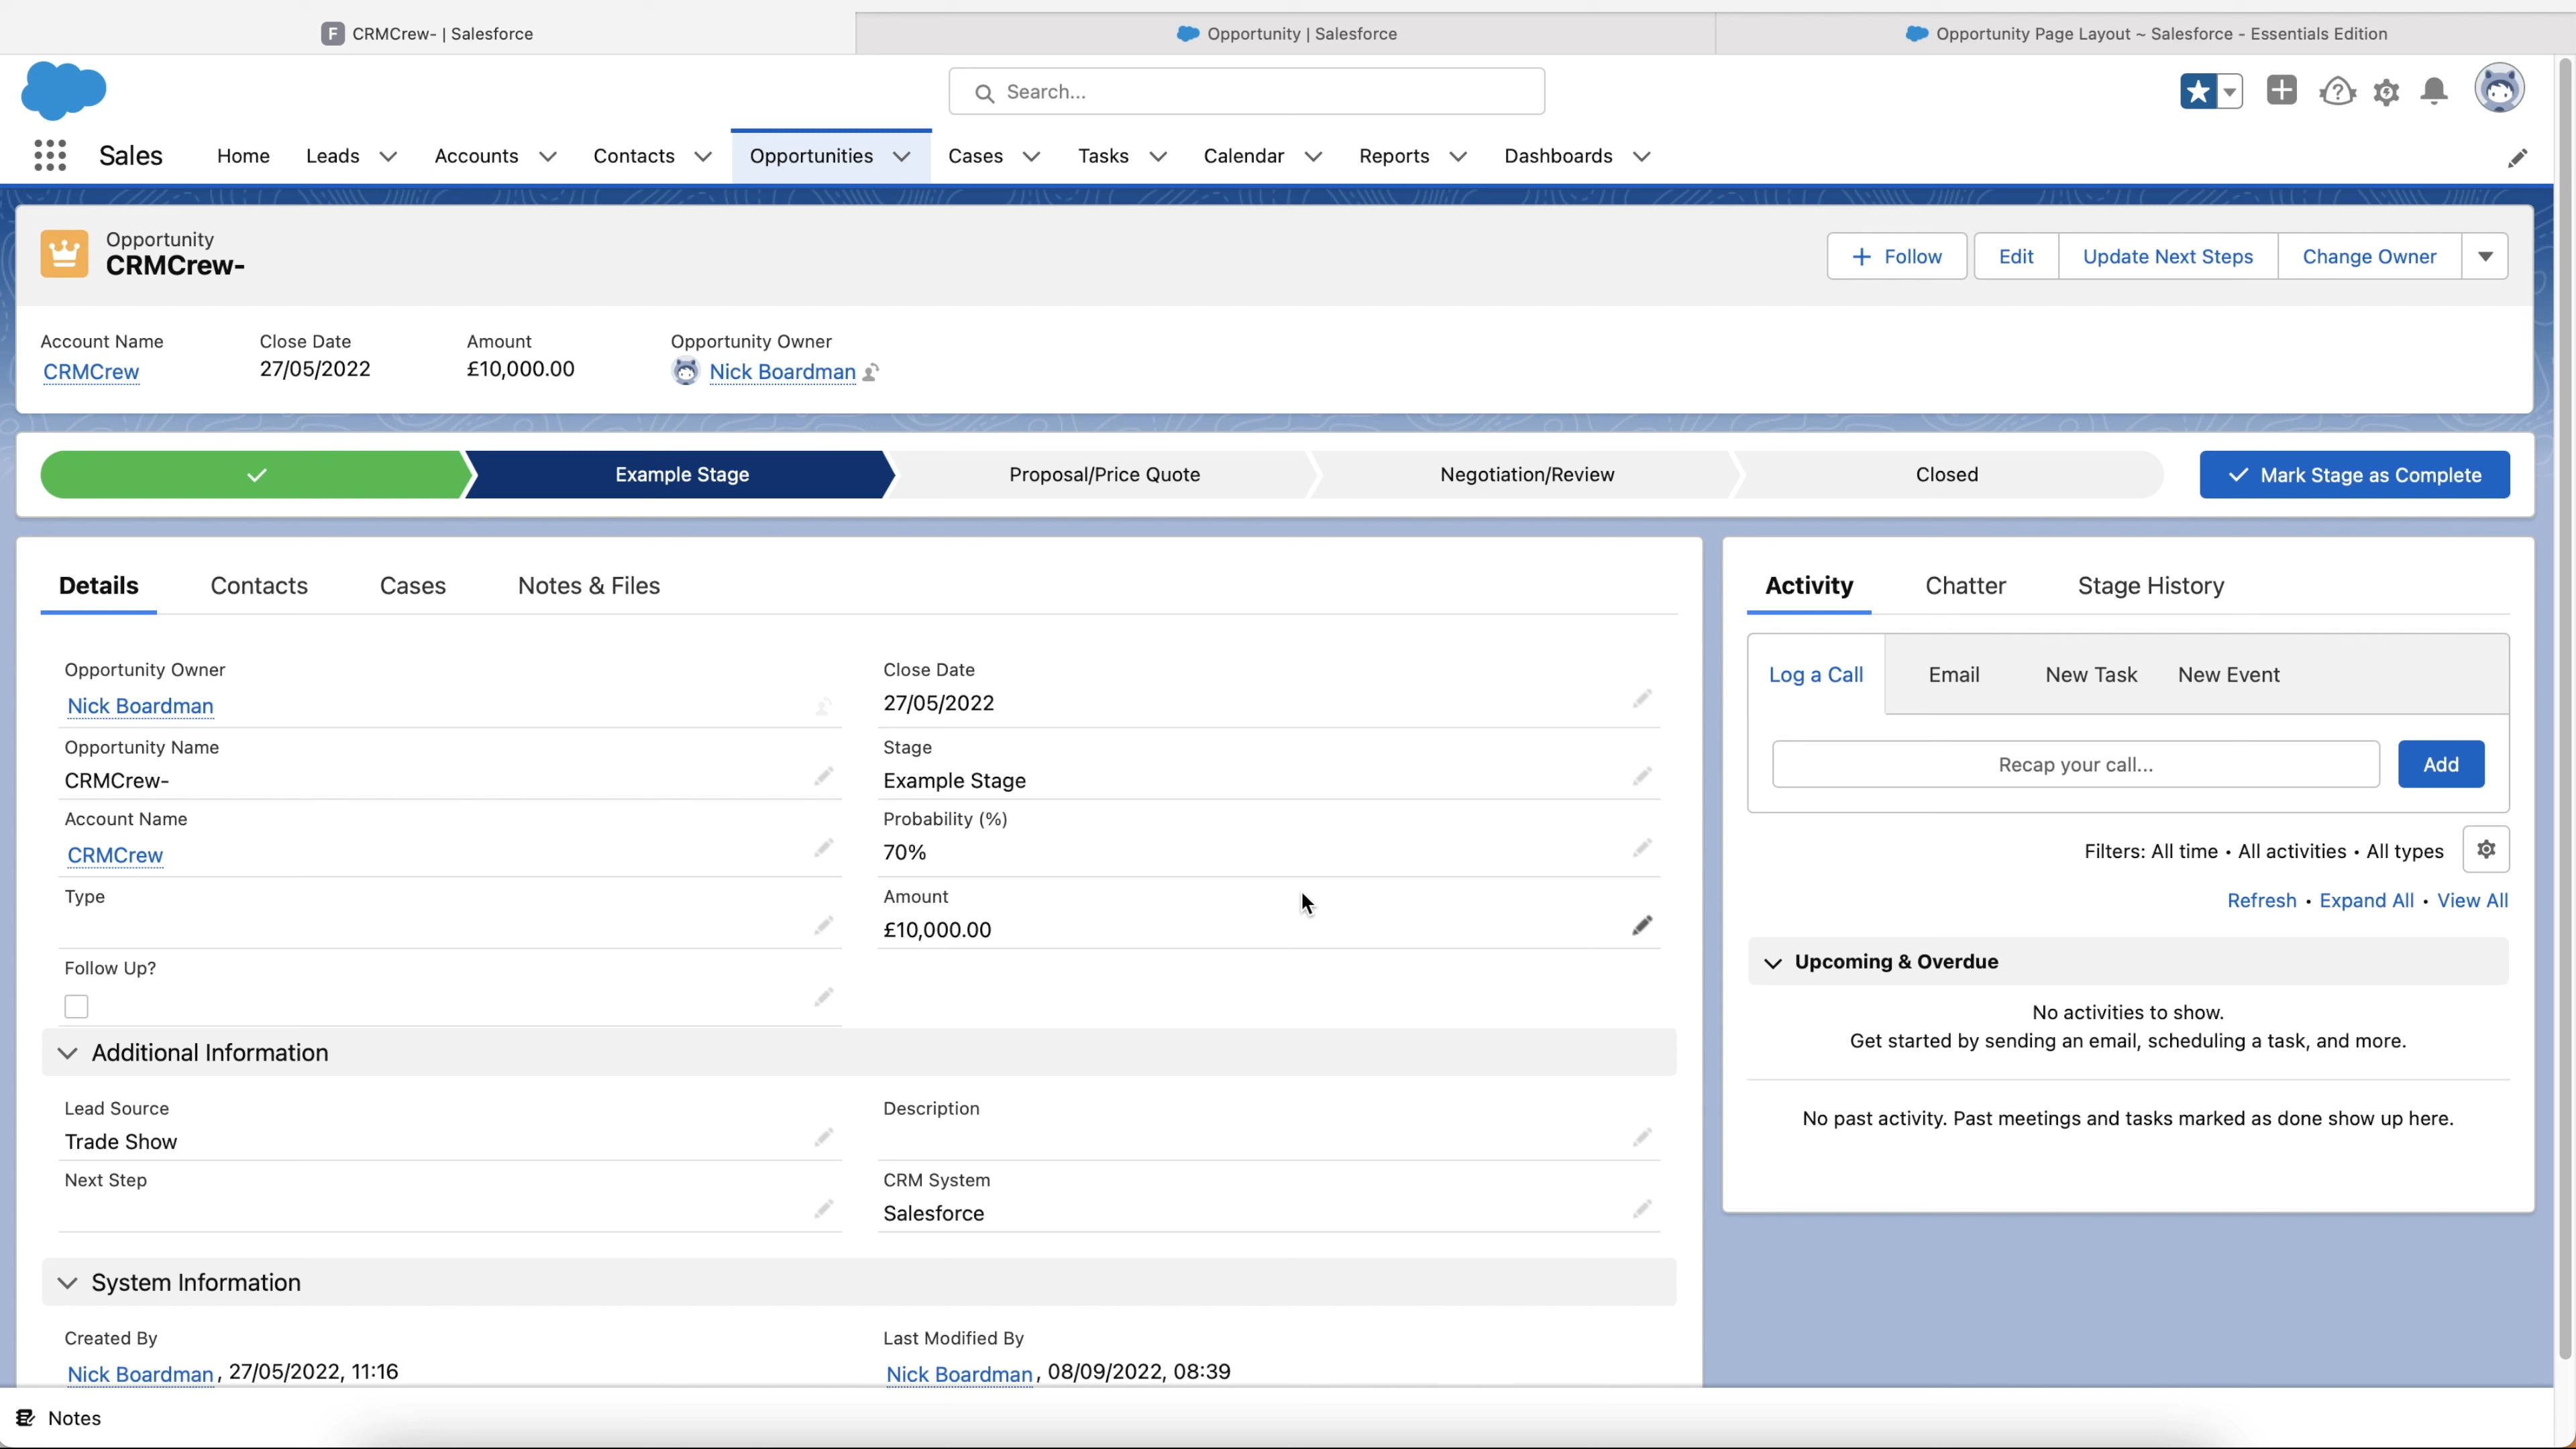 F CRMCrew- | Salesforce
Opportunity | Salesforce
Opportunity Page Layout ~ Salesforce - Essentials Edition
Search...
Sales Home Leads Accounts Contacts Opportunities Cases Tasks Calendar Reports Dashboards
Opportunity
CRMCrew-
Follow Edit Update Next Steps Change Owner
Account Name Close Date Amount Opportunity Owner
CRMCrew 27/05/2022 £10,000.00 Nick Boardman
Example Stage Proposal/Price Quote Negotiation/Review Closed Mark Stage as Complete
Details Contacts Cases Notes & Files
Opportunity Owner
Nick Boardman
Close Date
27/05/2022
Opportunity Name
CRMCrew-
Stage
Example Stage
Account Name
CRMCrew
Probability (%)
70%
Type
Amount
£10,000.00
Follow Up?
Additional Information
Lead Source
Trade Show
Description
Next Step
CRM System
Salesforce
System Information
Created By
Nick Boardman, 27/05/2022, 11:16
Last Modified By
Nick Boardman, 08/09/2022, 08:39
Activity Chatter Stage History
Log a Call Email New Task New Event
Recap your call... Add
Filters: All time • All activities • All types
Refresh • Expand All • View All
Upcoming & Overdue
No activities to show.
Get started by sending an email, scheduling a task, and more.
No past activity. Past meetings and tasks marked as done show up here.
Notes